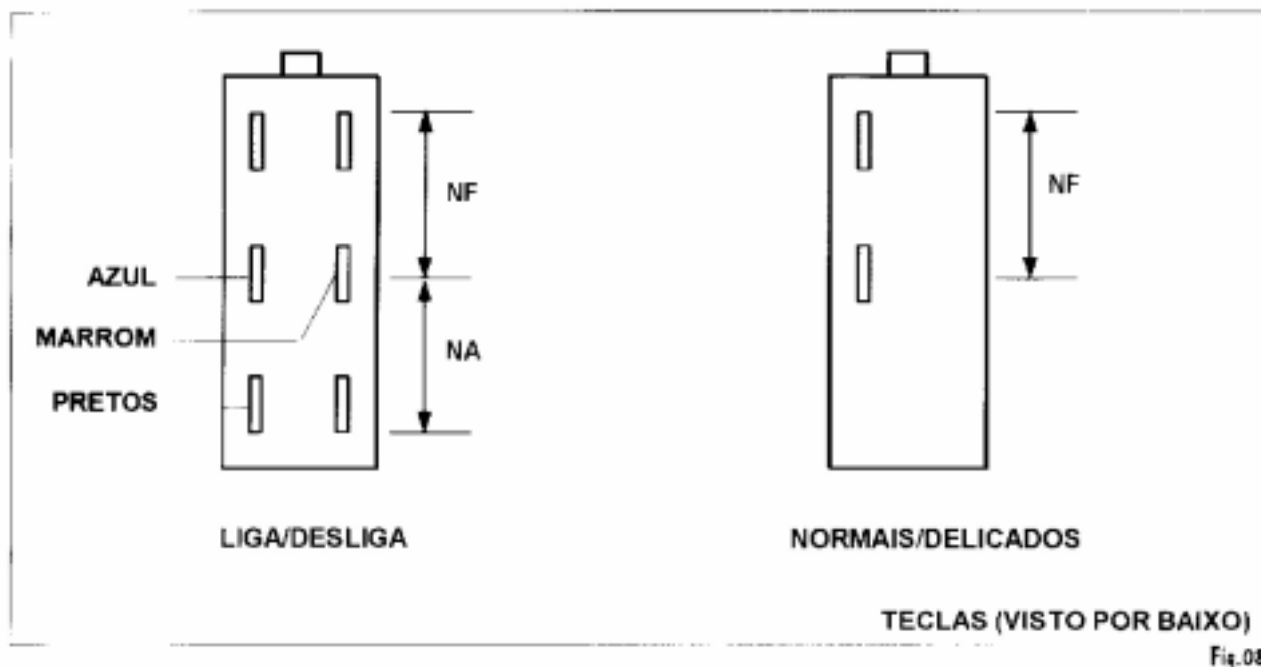 NF
NF
AZUL
MARROM
NA
PRETOS
LIGA/DESLIGA
NORMAIS/DELICADOS
TECLAS (VISTO POR BAIXO)
Fig.08